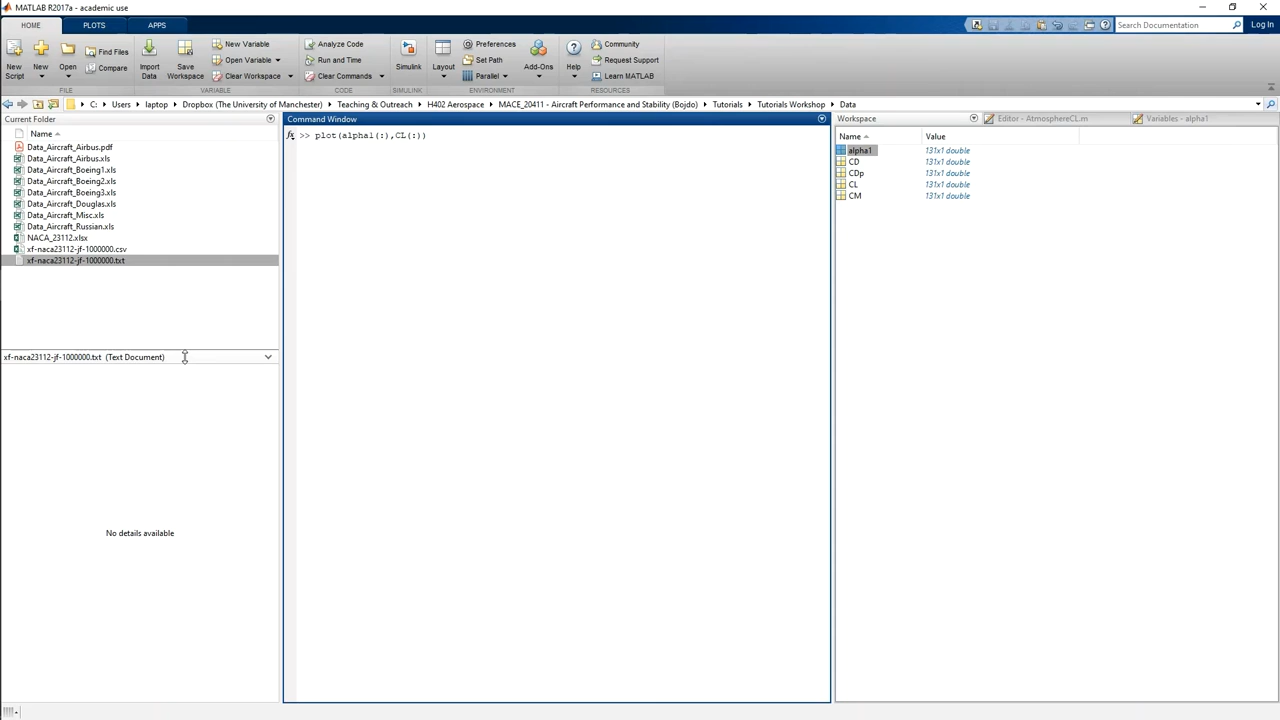 MATLAB R2017a - academic use
HOME PLOTS APPS
Search Documentation Log In
New Script
New
Open
Find Files
Compare
Import Data
Save Workspace
New Variable
Open Variable
Clear Workspace
Analyze Code
Run and Time
Clear Commands
Simulink
Layout
Preferences
Set Path
Parallel
Add-Ons
Help
Community
Request Support
Learn MATLAB
FILE VARIABLE CODE SIMULINK ENVIRONMENT RESOURCES
C: Users laptop Dropbox (The University of Manchester) Teaching & Outreach H402 Aerospace MACE_20411 - Aircraft Performance and Stability (Bojdo) Tutorials Tutorials Workshop Data
Current Folder
Name
Data_Aircraft_Airbus.pdf
Data_Aircraft_Airbus.xls
Data_Aircraft_Boeing1.xls
Data_Aircraft_Boeing2.xls
Data_Aircraft_Boeing3.xls
Data_Aircraft_Douglas.xls
Data_Aircraft_Misc.xls
Data_Aircraft_Russian.xls
NACA_23112.xlsx
xf-naca23112-jf-1000000.csv
xf-naca23112-jf-1000000.txt
xf-naca23112-jf-1000000.txt (Text Document)
No details available
Command Window
fx >> plot(alpha1(:),CL(:))
Workspace
Editor - AtmosphereCL.m
Variables - alpha1
Name Value
alpha1 131x1 double
CD 131x1 double
CDp 131x1 double
CL 131x1 double
CM 131x1 double